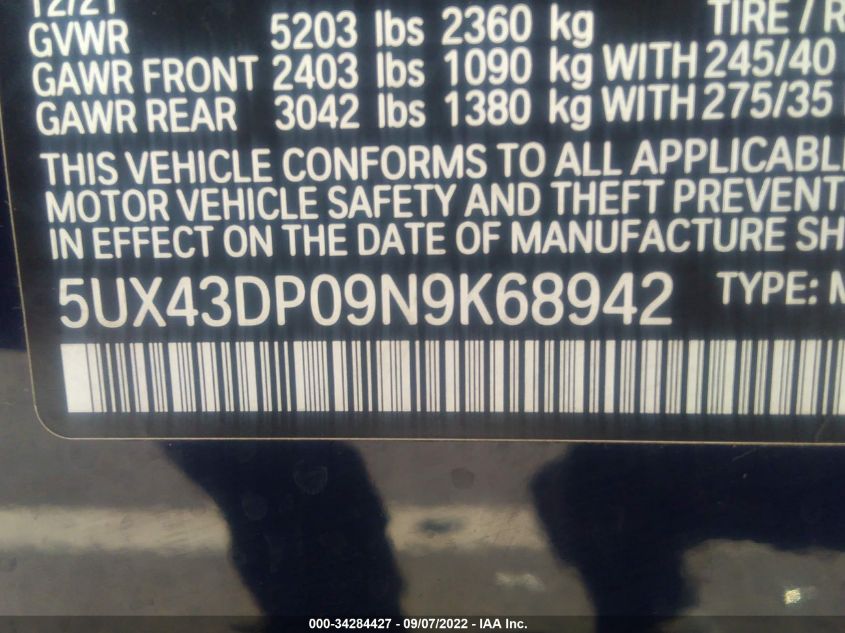 12/21
GVWR 5203 lbs 2360 kg TIRE / R
GAWR FRONT 2403 lbs 1090 kg WITH 245/40
GAWR REAR 3042 lbs 1380 kg WITH 275/35
THIS VEHICLE CONFORMS TO ALL APPLICABL
MOTOR VEHICLE SAFETY AND THEFT PREVENT
IN EFFECT ON THE DATE OF MANUFACTURE SH
5UX43DP09N9K68942 TYPE: M
000-34284427 - 09/07/2022 - IAA Inc.